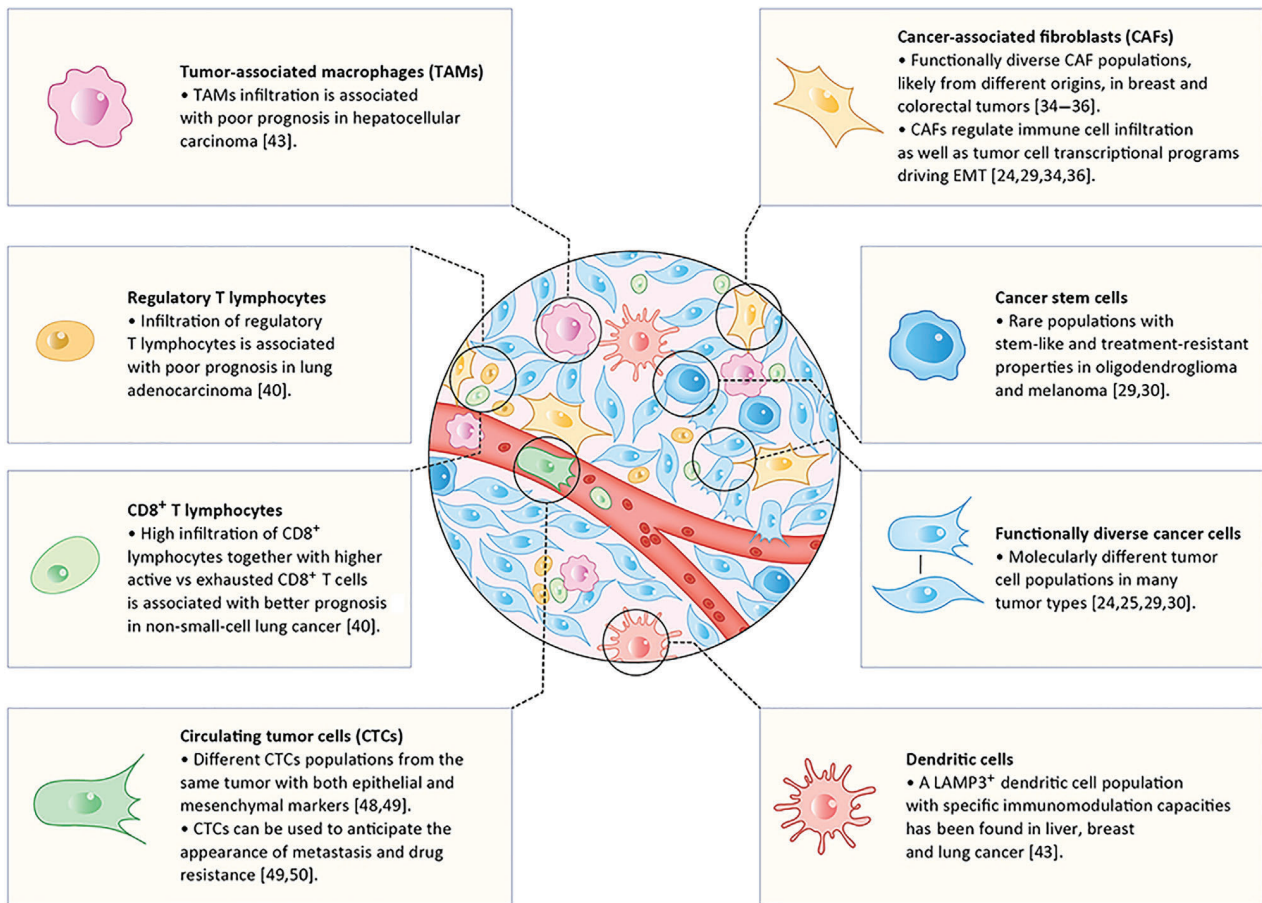 Tumor-associated macrophages (TAMs)
• TAMs infiltration is associated
with poor prognosis in hepatocellular
carcinoma [43].
Cancer-associated fibroblasts (CAFs)
• Functionally diverse CAF populations,
likely from different origins, in breast and
colorectal tumors [34–36].
• CAFs regulate immune cell infiltration
as well as tumor cell transcriptional programs
driving EMT [24,29,34,36].
Regulatory T lymphocytes
• Infiltration of regulatory
T lymphocytes is associated
with poor prognosis in lung
adenocarcinoma [40].
Cancer stem cells
• Rare populations with
stem-like and treatment-resistant
properties in oligodendroglioma
and melanoma [29,30].
CD8⁺ T lymphocytes
• High infiltration of CD8⁺
lymphocytes together with higher
active vs exhausted CD8⁺ T cells
is associated with better prognosis
in non-small-cell lung cancer [40].
Functionally diverse cancer cells
• Molecularly different tumor
cell populations in many
tumor types [24,25,29,30].
Circulating tumor cells (CTCs)
• Different CTCs populations from the
same tumor with both epithelial and
mesenchymal markers [48,49].
• CTCs can be used to anticipate the
appearance of metastasis and drug
resistance [49,50].
Dendritic cells
• A LAMP3⁺ dendritic cell population
with specific immunomodulation capacities
has been found in liver, breast
and lung cancer [43].